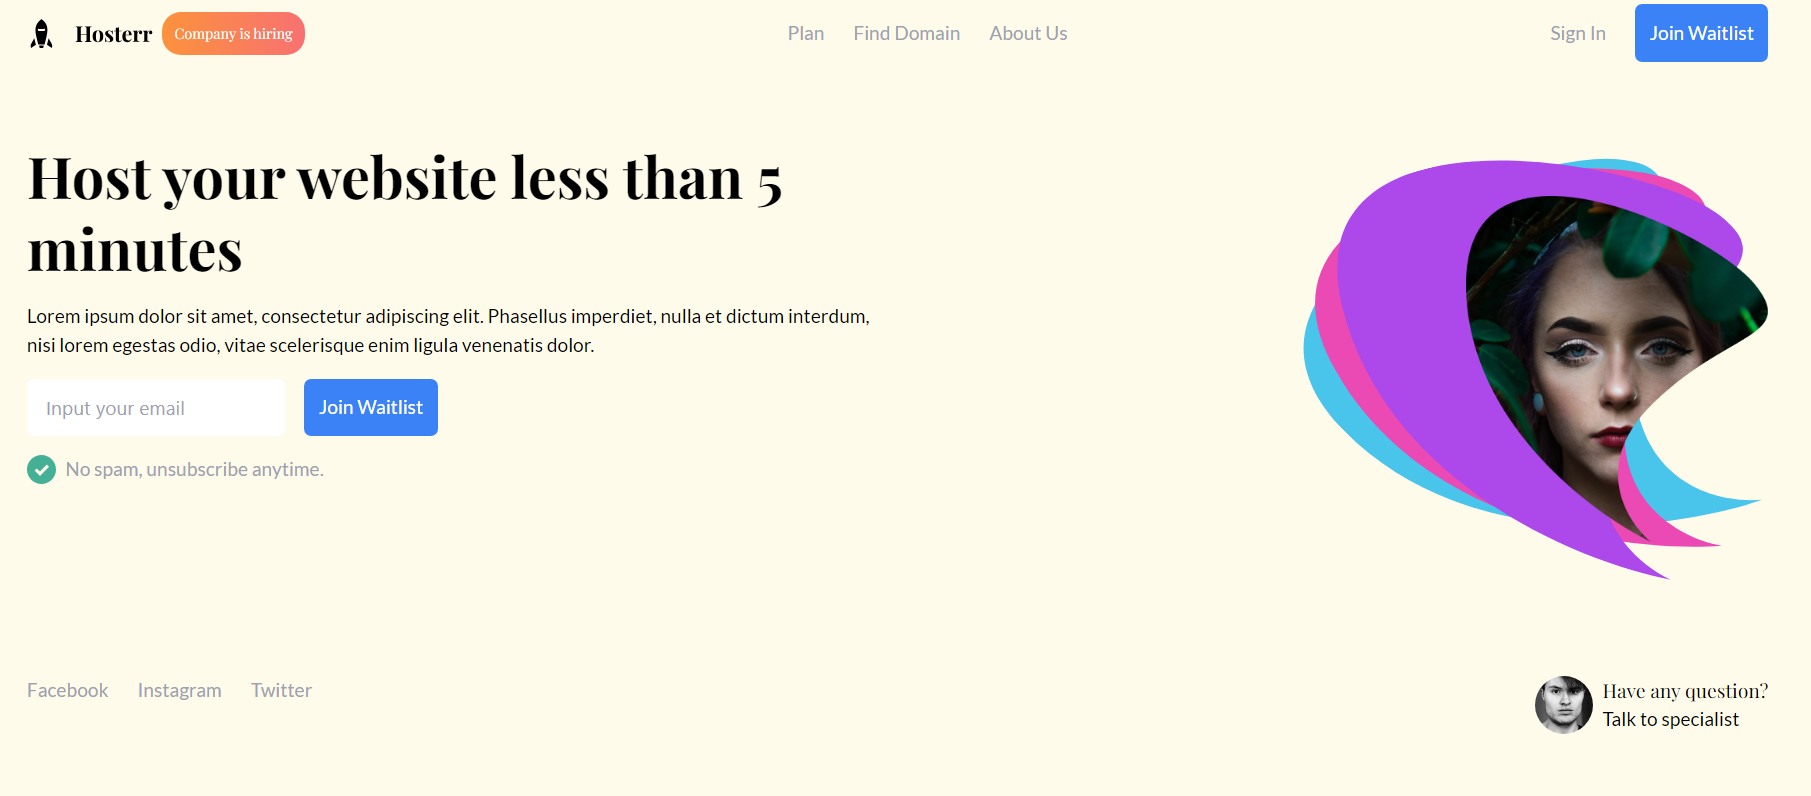 Hosterr
Company is hiring
Plan
Find Domain
About Us
Sign In
Join Waitlist
Host your website less than 5
minutes
Lorem ipsum dolor sit amet, consectetur adipiscing elit. Phasellus imperdiet, nulla et dictum interdum,
nisi lorem egestas odio, vitae scelerisque enim ligula venenatis dolor.
Input your email
Join Waitlist
No spam, unsubscribe anytime.
Facebook
Instagram
Twitter
Have any question?
Talk to specialist